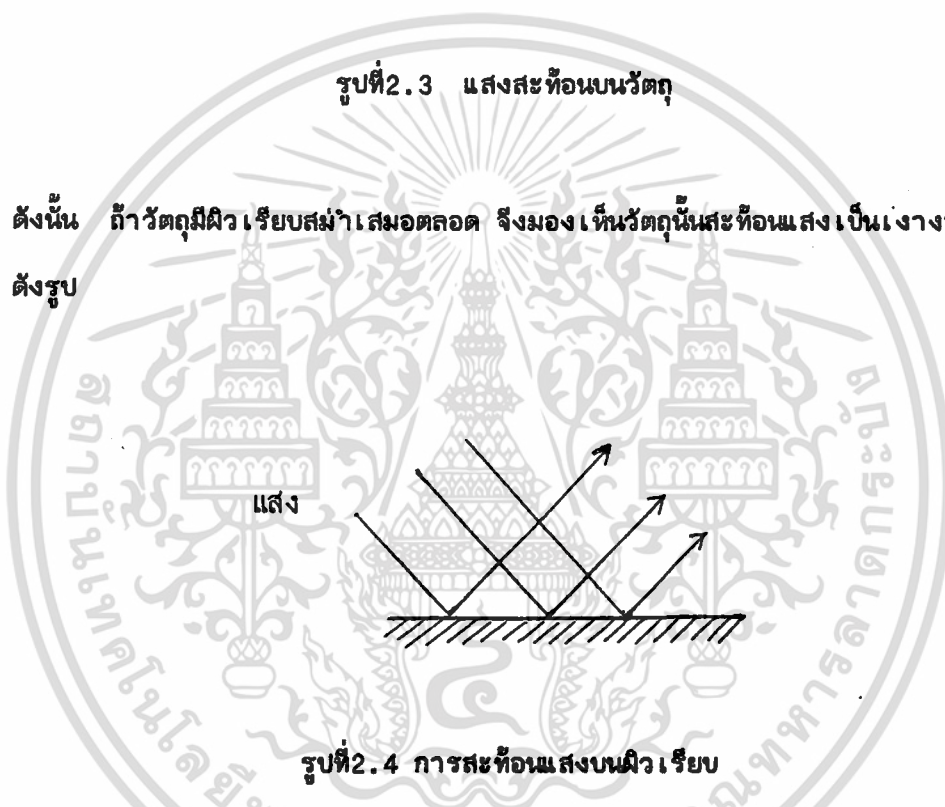 รูปที่2.3 แสงสะท้อนบนวัตถุ
ดังนั้น ถ้าวัตถุมีผิวเรียบสม่ำเสมอตลอด จึงมองเห็นวัตถุนั้นสะท้อนแสงเป็นเงา
ดังรูป
แสง
รูปที่2.4 การสะท้อนแสงบนผิวเรียบ